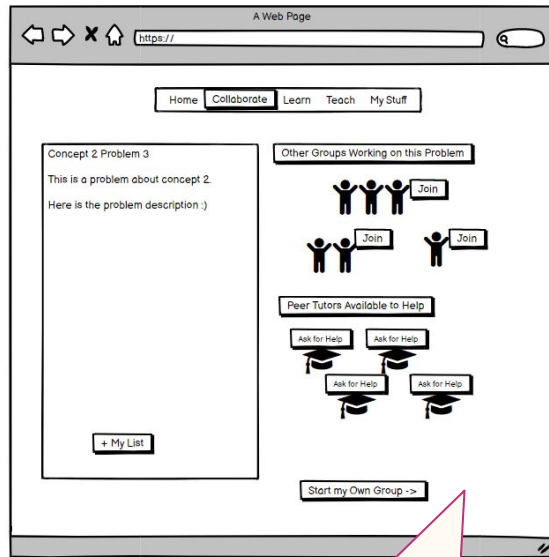 A Web Page
https://
Home Collaborate Learn Teach My Stuff
Concept 2 Problem 3
This is a problem about concept 2.
Here is the problem description :)
+ My List
Other Groups Working on this Problem
Join
Join
Join
Peer Tutors Available to Help
Ask for Help
Ask for Help
Ask for Help
Ask for Help
Start my Own Group ->